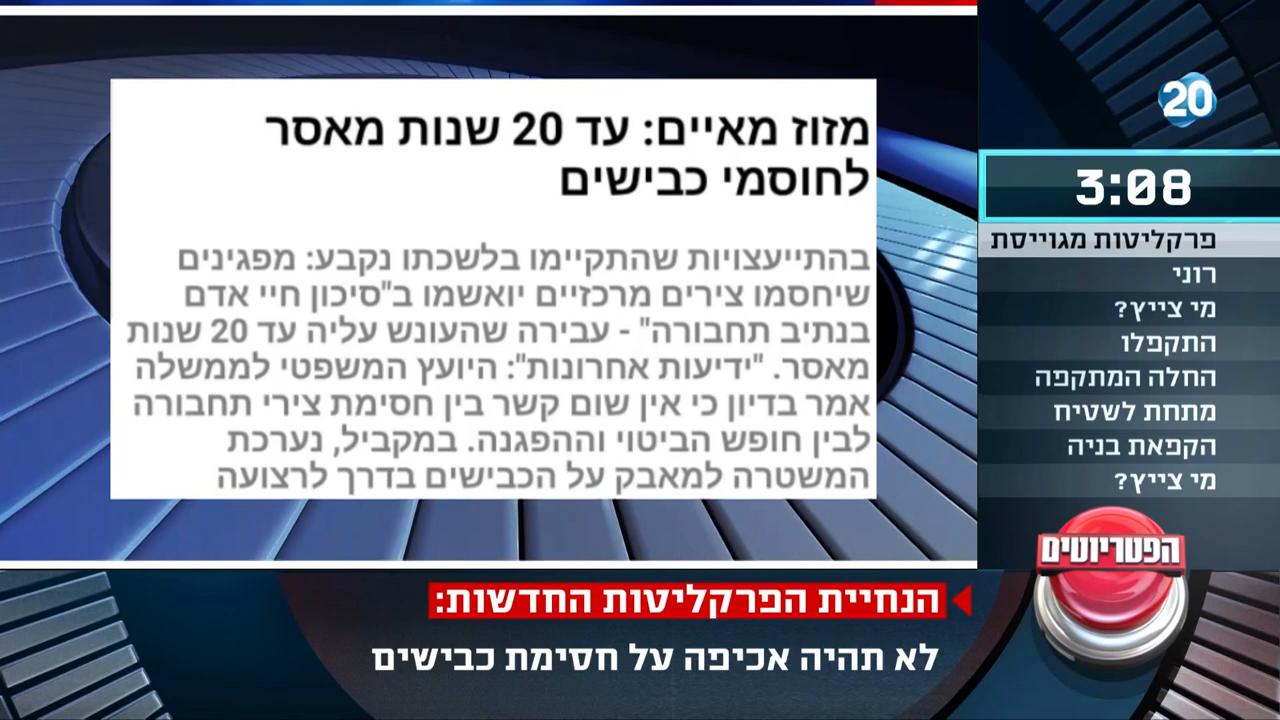 מזוז מאיים: עד 20 שנות מאסר
לחוסמי כבישים
בהתייעצויות שהתקיימו בלשכתו נקבע: מפגינים
שיחסמו צירים מרכזיים יואשמו ב"סיכון חיי אדם
בנתיב תחבורה" - עבירה שהעונש עליה עד 20 שנות
מאסר. "ידיעות אחרונות": היועץ המשפטי לממשלה
אמר בדיון כי אין שום קשר בין חסימת צירי תחבורה
לבין חופש הביטוי וההפגנה. במקביל, נערכת
המשטרה למאבק על הכבישים בדרך לרצועה
20
3:08
פרקליטות מגוייסת
רוני
מי צייץ?
התקפלו
החלה המתקפה
מתחת לשטיח
הקפאת בניה
מי צייץ?
הפטריוטים
הנחיית הפרקליטות החדשות:
לא תהיה אכיפה על חסימת כבישים